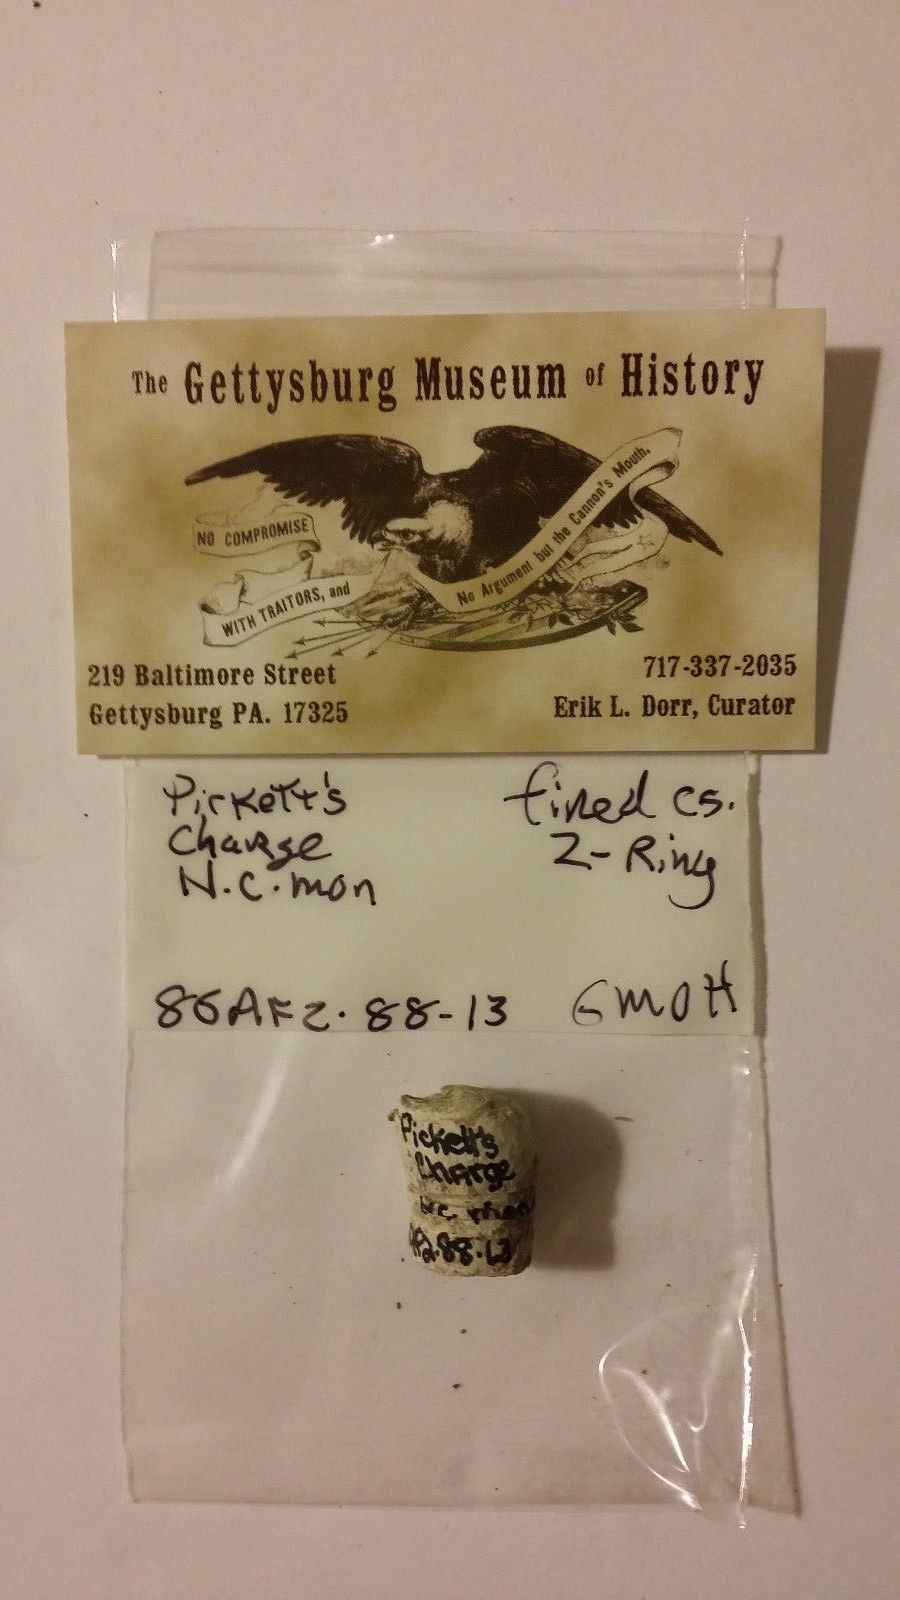 The Gettysburg Museum of History
NO COMPROMISE
WITH TRAITORS, and
No Argument but the Cannon's Mouth.
219 Baltimore Street
Gettysburg PA. 17325
717-337-2035
Erik L. Dorr, Curator
Pickett's
Charge
N.C. mon
fired cs.
2-Ring
86AF2.88-13
GMOH
Pickett's
Charge
N.C.
.88.13